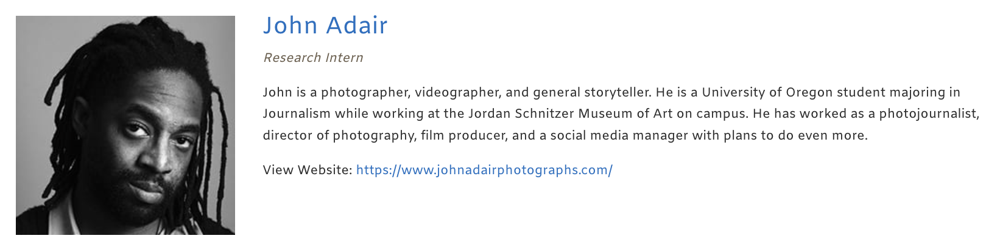 John Adair
Research Intern
John is a photographer, videographer, and general storyteller. He is a University of Oregon student majoring in
Journalism while working at the Jordan Schnitzer Museum of Art on campus. He has worked as a photojournalist,
director of photography, film producer, and a social media manager with plans to do even more.
View Website: https://www.johnadairphotographs.com/